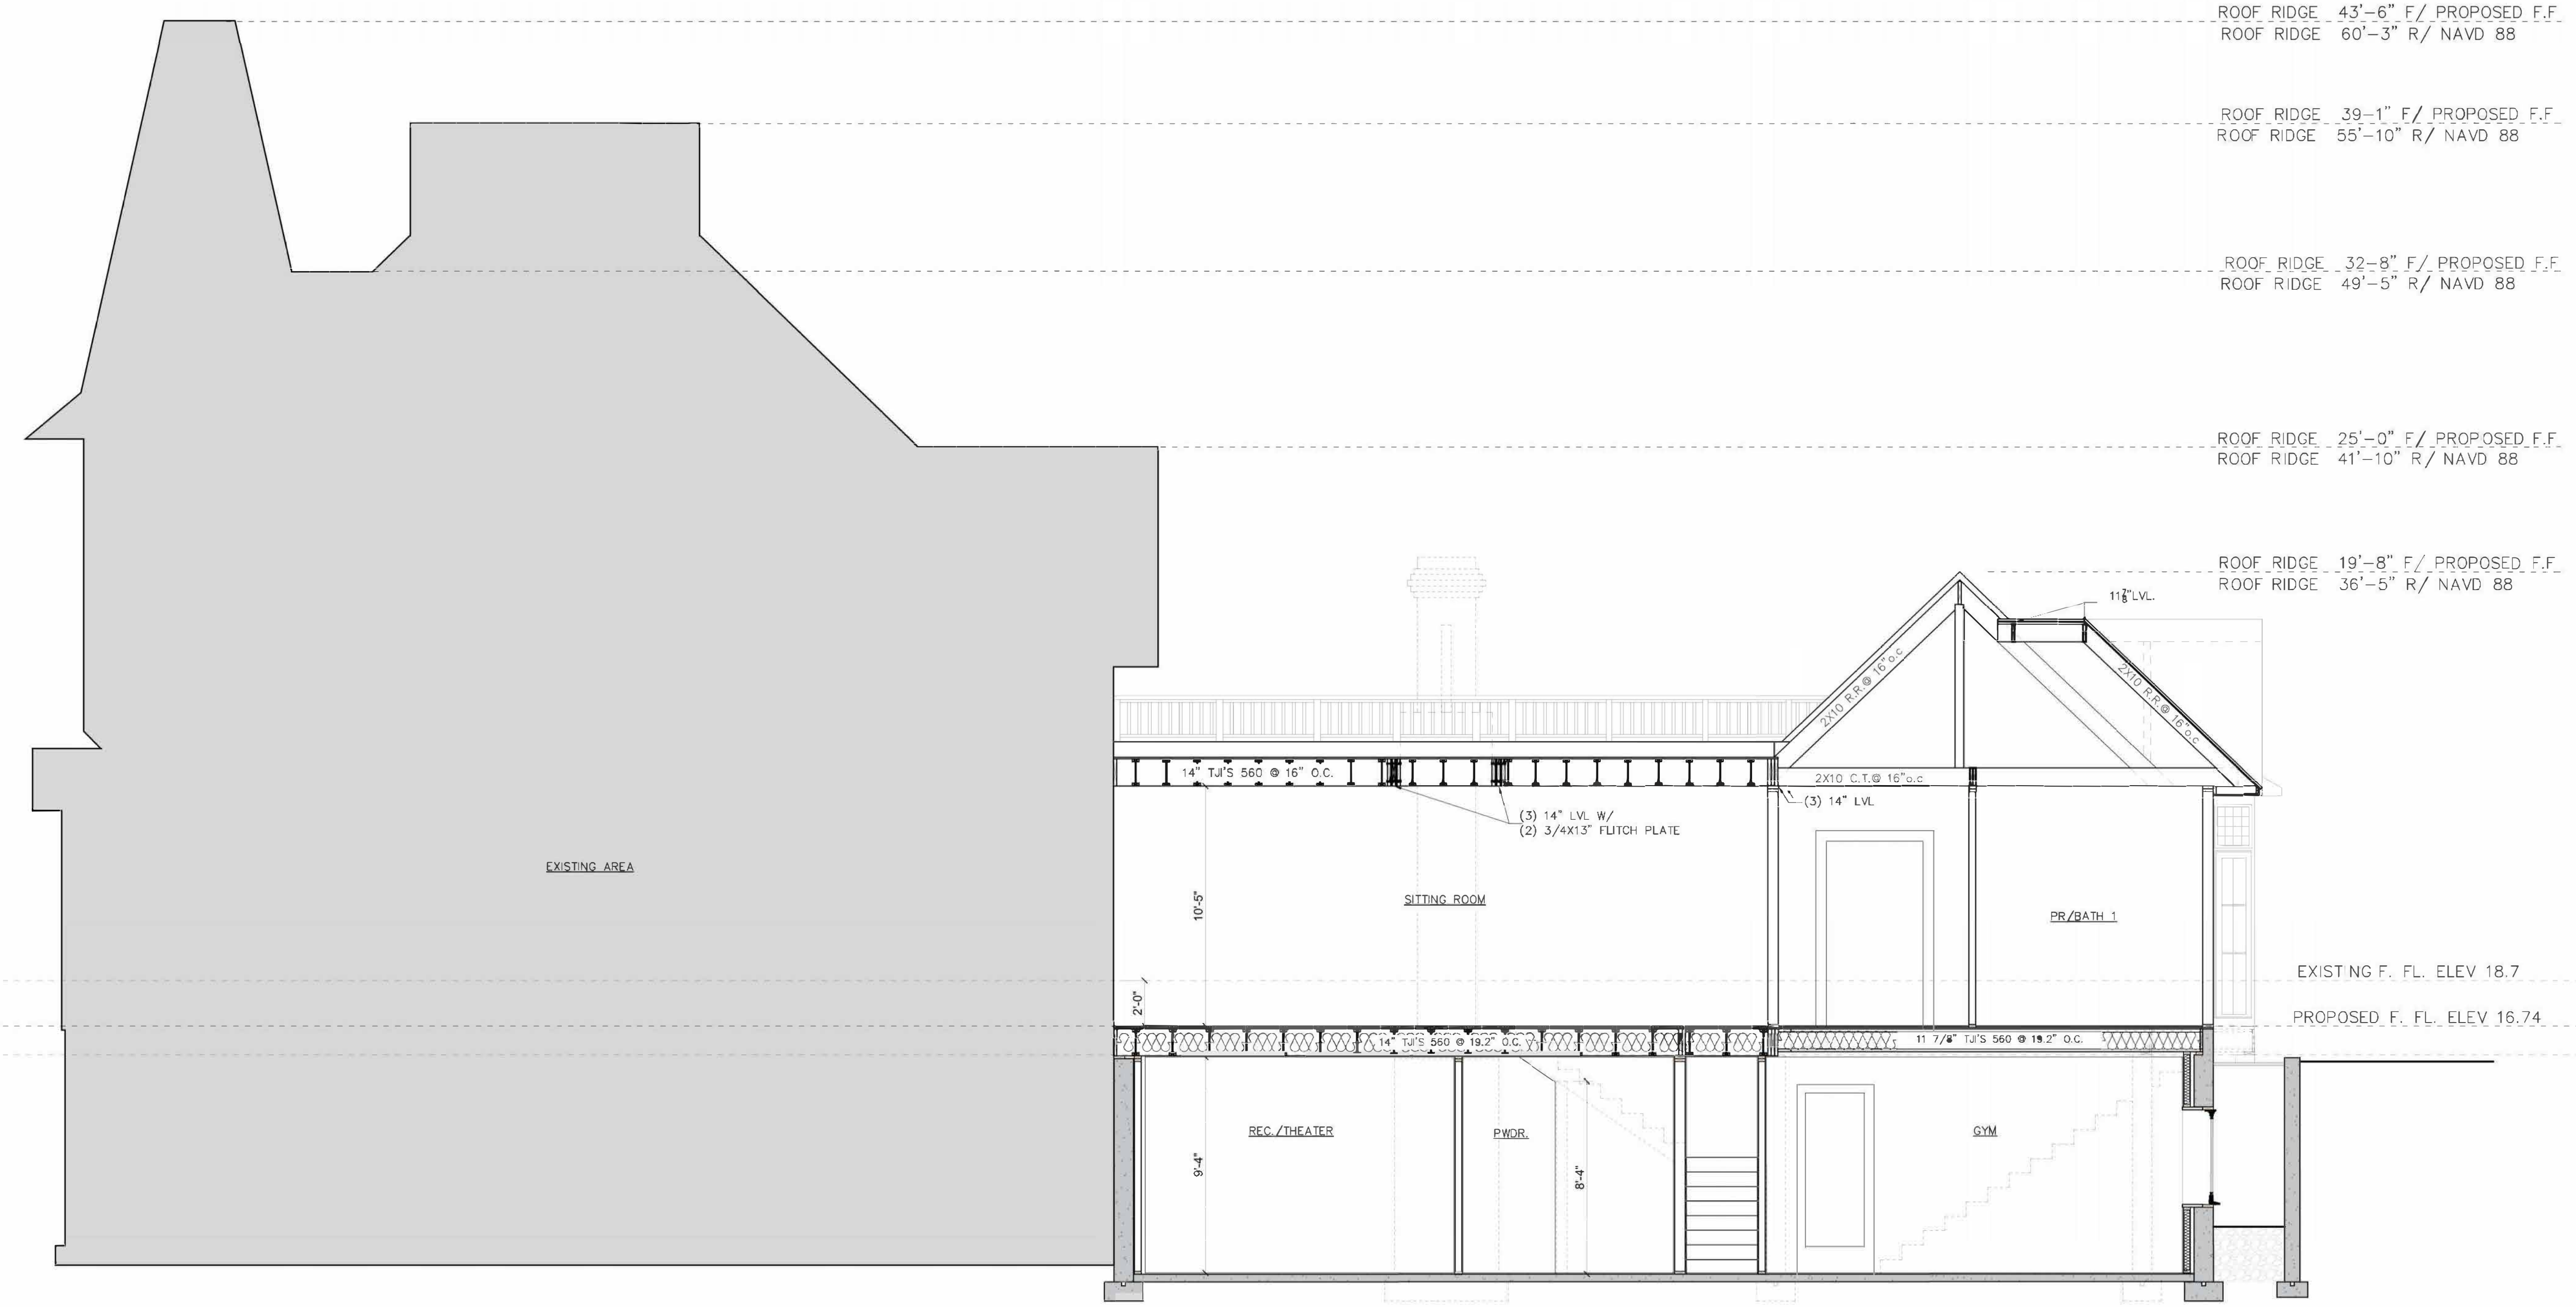 ROOF RIDGE 43'-6" F/ PROPOSED F.F
ROOF RIDGE 60'-3" R/ NAVD 88
ROOF RIDGE 39-1" F/ PROPOSED F.F
ROOF RIDGE 55'-10" R/ NAVD 88
ROOF RIDGE 32-8" F/ PROPOSED F.F
ROOF RIDGE 49'-5" R/ NAVD 88
ROOF RIDGE 25'-0" F/ PROPOSED F.F
ROOF RIDGE 41'-10" R/ NAVD 88
ROOF RIDGE 19'-8" F/ PROPOSED F.F
ROOF RIDGE 36'-5" R/ NAVD 88
11⅞"LVL.
2X10 R.R.@ 16"o.c
2X10 R.R.@ 16"o.c
14" TJI'S 560 @ 16" O.C.
2X10 C.T.@ 16"o.c
(3) 14" LVL
(3) 14" LVL W/
(2) 3/4X13" FLITCH PLATE
EXISTING AREA
10'-5"
SITTING ROOM
PR/BATH 1
EXIST NG F. FL. ELEV 18.7
2'-0"
PROPOSED F. FL. ELEV 16.74
14" TJI'S 560 @ 19.2" O.C.
11 7/8" TJI'S 560 @ 19.2" O.C.
REC./THEATER
PWDR.
GYM
9'-4"
8'-4"